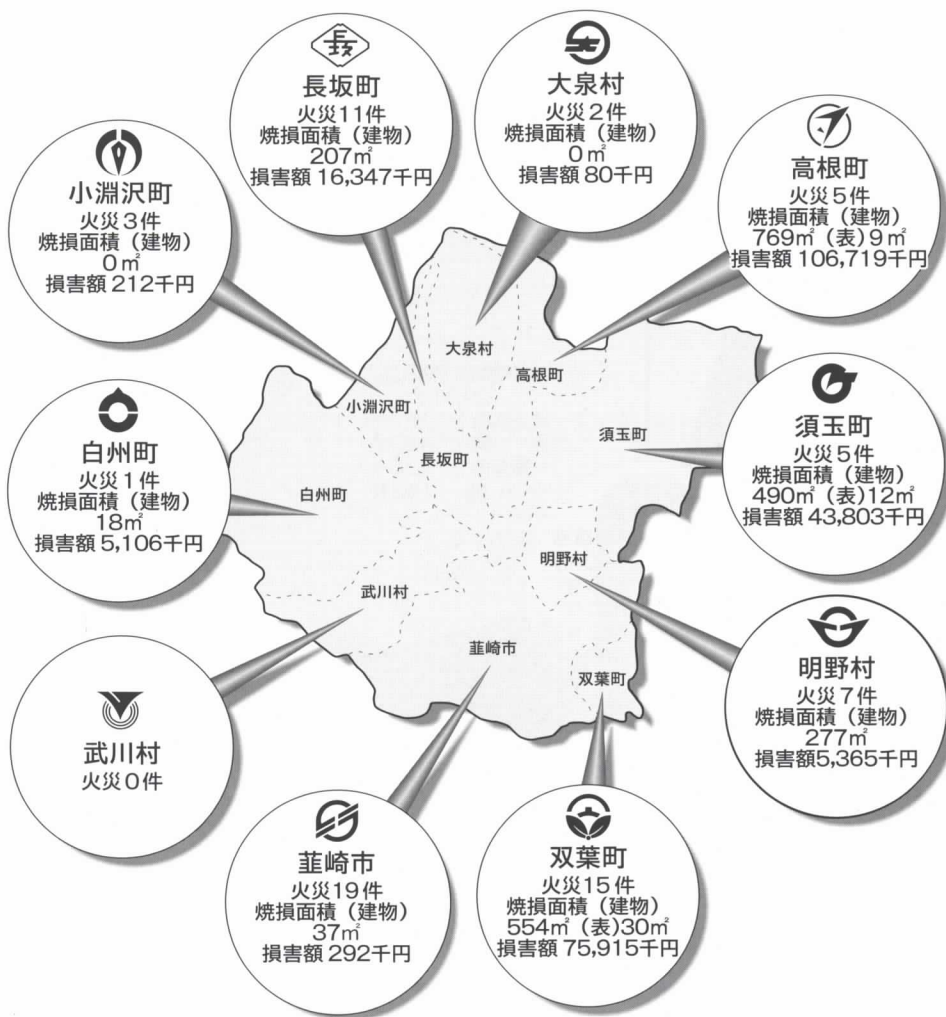 長坂町
火災11件
焼損面積（建物）
207㎡
損害額 16,347千円
大泉村
火災2件
焼損面積（建物）
0㎡
損害額 80千円
小淵沢町
火災3件
焼損面積（建物）
0㎡
損害額 212千円
高根町
火災5件
焼損面積（建物）
769㎡（表）9㎡
損害額 106,719千円
白州町
火災1件
焼損面積（建物）
18㎡
損害額 5,106千円
須玉町
火災5件
焼損面積（建物）
490㎡（表）12㎡
損害額 43,803千円
武川村
火災0件
明野村
火災7件
焼損面積（建物）
277㎡
損害額5,365千円
韮崎市
火災19件
焼損面積（建物）
37㎡
損害額 292千円
双葉町
火災15件
焼損面積（建物）
554㎡（表）30㎡
損害額 75,915千円
大泉村
高根町
小淵沢町
須玉町
長坂町
白州町
明野村
武川村
韮崎市
双葉町